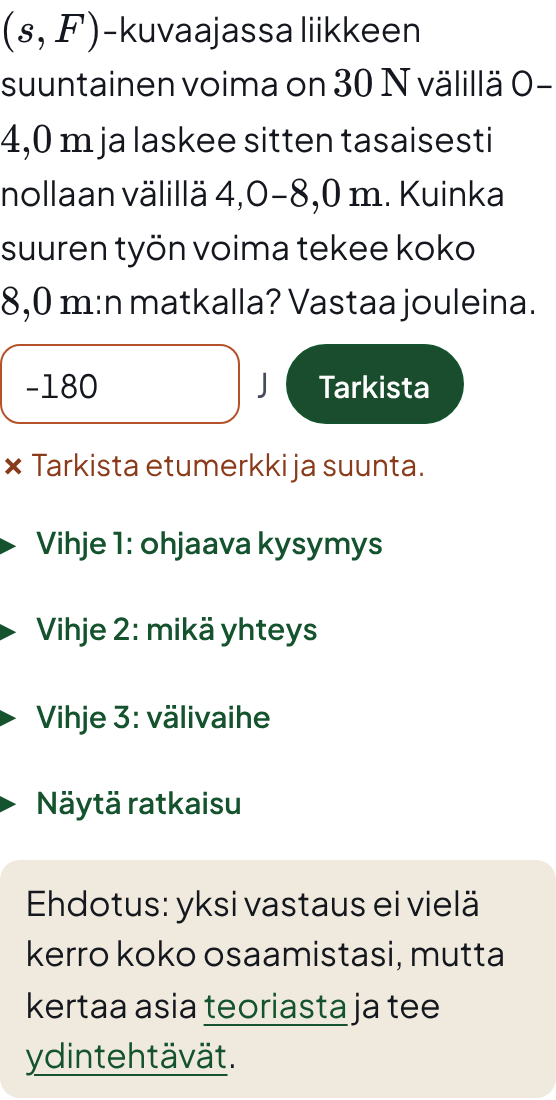 (s, F)-kuvaajassa liikkeen
suuntainen voima on 30 N välillä 0–
4,0 m ja laskee sitten tasaisesti
nollaan välillä 4,0–8,0 m. Kuinka
suuren työn voima tekee koko
8,0 m:n matkalla? Vastaa jouleina.
-180 J Tarkista
× Tarkista etumerkki ja suunta.
▶ Vihje 1: ohjaava kysymys
▶ Vihje 2: mikä yhteys
▶ Vihje 3: välivaihe
▶ Näytä ratkaisu
Ehdotus: yksi vastaus ei vielä
kerro koko osaamistasi, mutta
kertaa asia teoriasta ja tee
ydintehtävät.